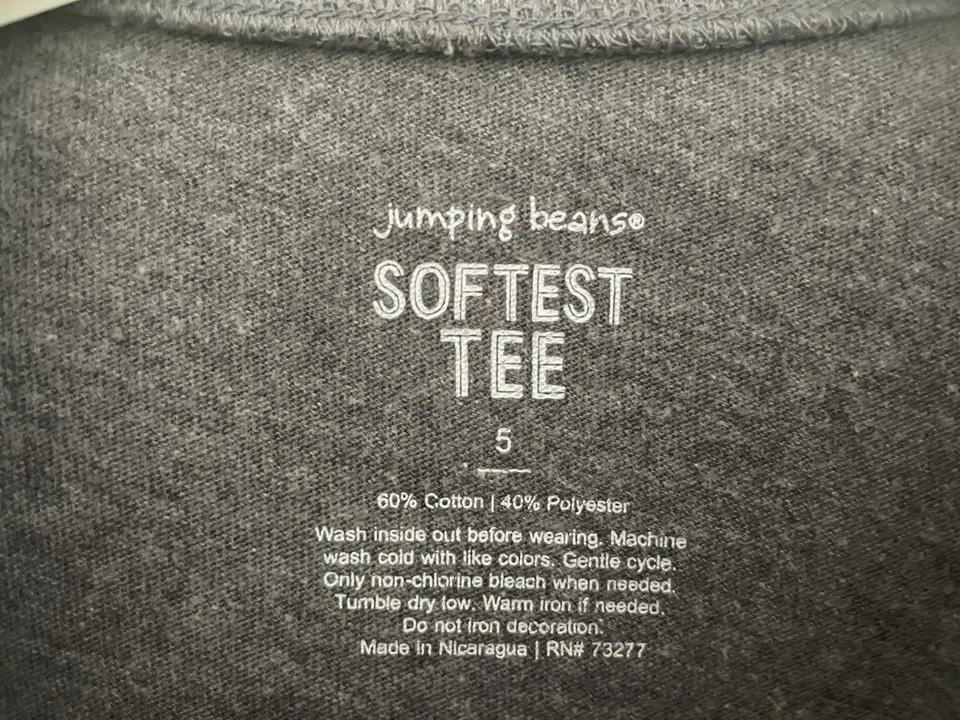 jumping beans®
SOFTEST
TEE
5
60% Cotton | 40% Polyester
Wash inside out before wearing. Machine
wash cold with like colors. Gentle cycle.
Only non-chlorine bleach when needed.
Tumble dry low. Warm iron if needed.
Do not iron decoration.
Made in Nicaragua | RN# 73277